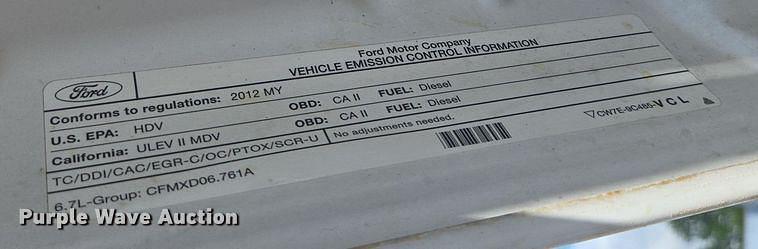 Ford
Ford Motor Company
VEHICLE EMISSION CONTROL INFORMATION
Conforms to regulations: 2012 MY
U.S. EPA: HDV OBD: CA II FUEL: Diesel
California: ULEV II MDV OBD: CA II FUEL: Diesel
TC/DDI/CAC/EGR-C/OC/PTOX/SCR-U No adjustments needed.
CW7E-9C485-VCL
6.7L-Group: CFMXD06.761A
Purple Wave Auction